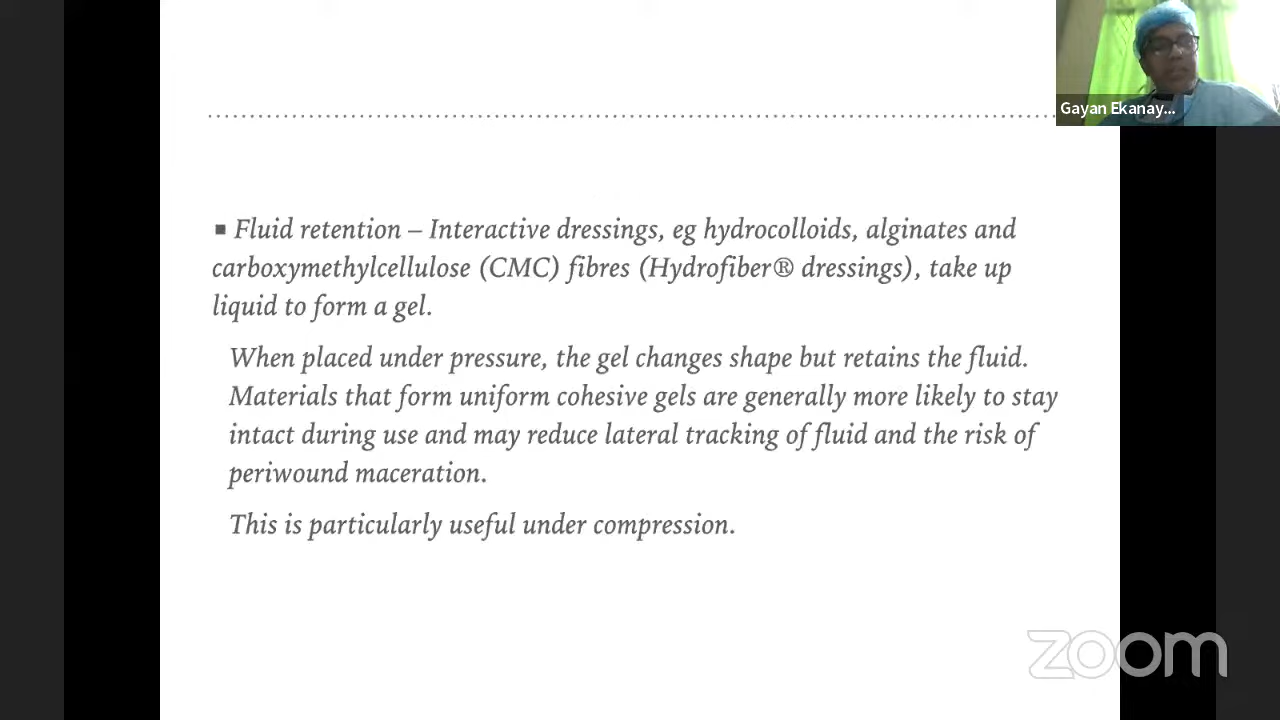 Gayan Ekanay...
▪ Fluid retention – Interactive dressings, eg hydrocolloids, alginates and
carboxymethylcellulose (CMC) fibres (Hydrofiber® dressings), take up
liquid to form a gel.
When placed under pressure, the gel changes shape but retains the fluid.
Materials that form uniform cohesive gels are generally more likely to stay
intact during use and may reduce lateral tracking of fluid and the risk of
periwound maceration.
This is particularly useful under compression.
zoom